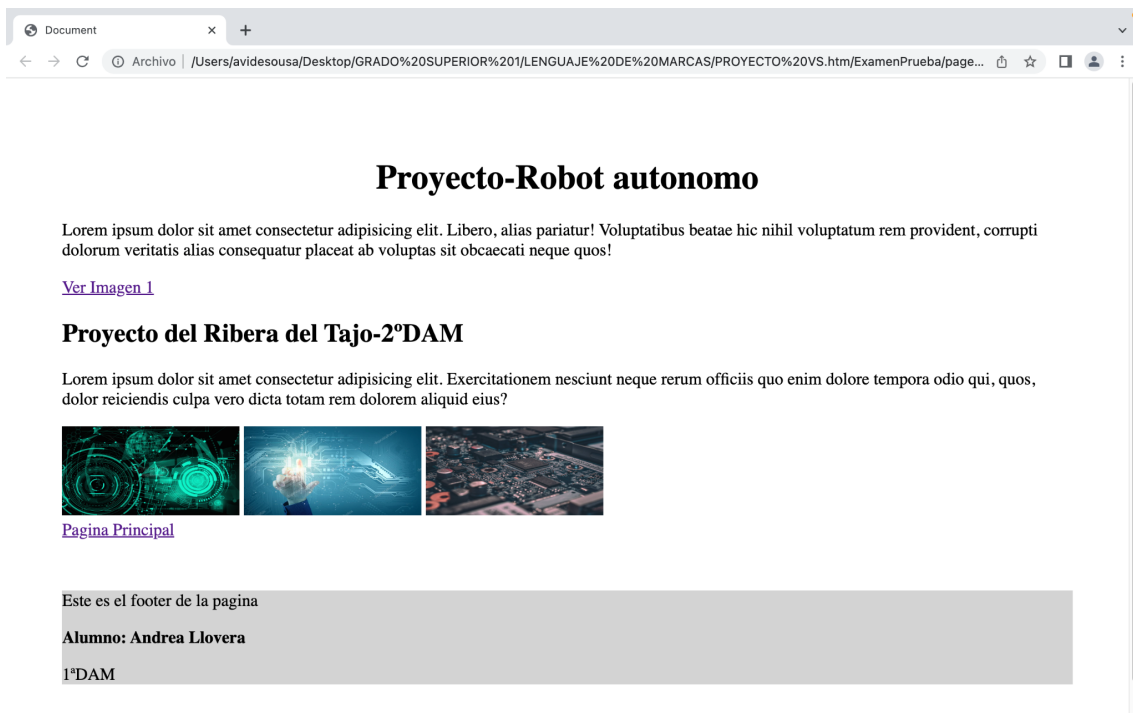 Document
Archivo | /Users/avidesousa/Desktop/GRADO%20SUPERIOR%201/LENGUAJE%20DE%20MARCAS/PROYECTO%20VS.htm/ExamenPrueba/page...
Proyecto-Robot autonomo
Lorem ipsum dolor sit amet consectetur adipisicing elit. Libero, alias pariatur! Voluptatibus beatae hic nihil voluptatum rem provident, corrupti
dolorum veritatis alias consequatur placeat ab voluptas sit obcaecati neque quos!
Ver Imagen 1
Proyecto del Ribera del Tajo-2ºDAM
Lorem ipsum dolor sit amet consectetur adipisicing elit. Exercitationem nesciunt neque rerum officiis quo enim dolore tempora odio qui, quos,
dolor reiciendis culpa vero dicta totam rem dolorem aliquid eius?
Pagina Principal
Este es el footer de la pagina
Alumno: Andrea Llovera
1ªDAM